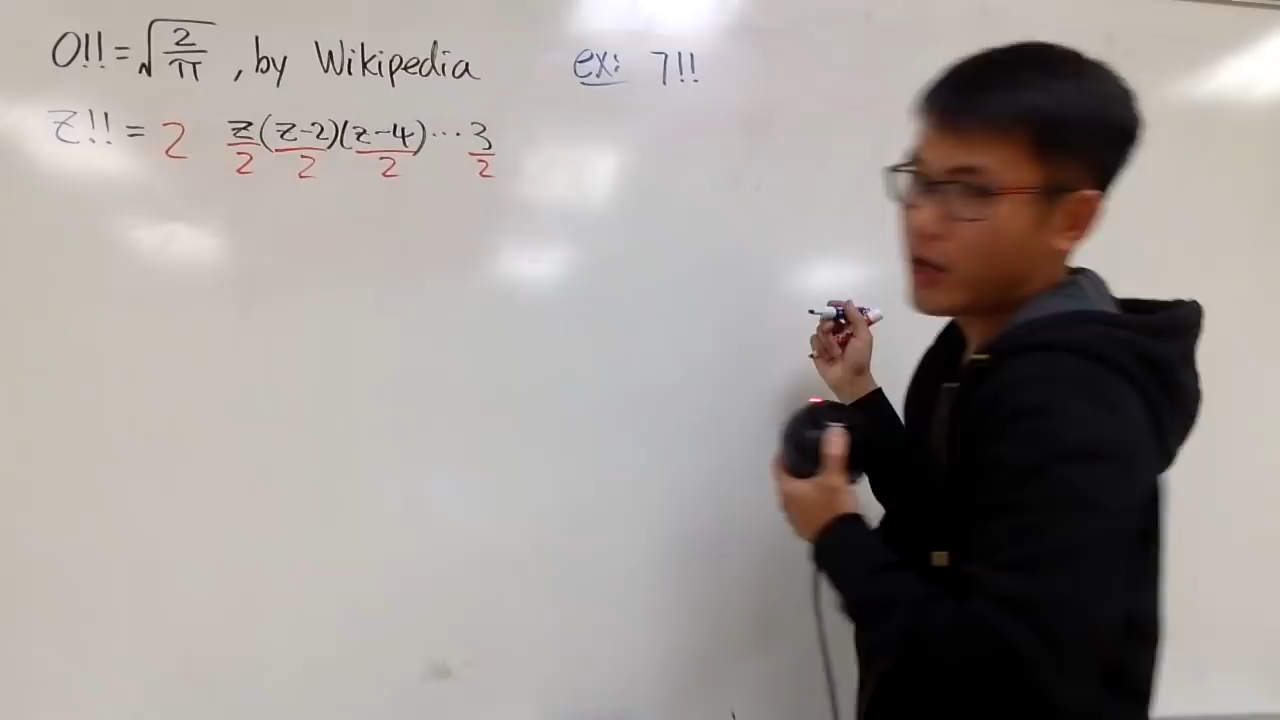 0!! = √(2/π), by Wikipedia
ex: 7!!
z!! = 2 z/2 (z-2)/2 (z-4)/2 ⋯ 3/2